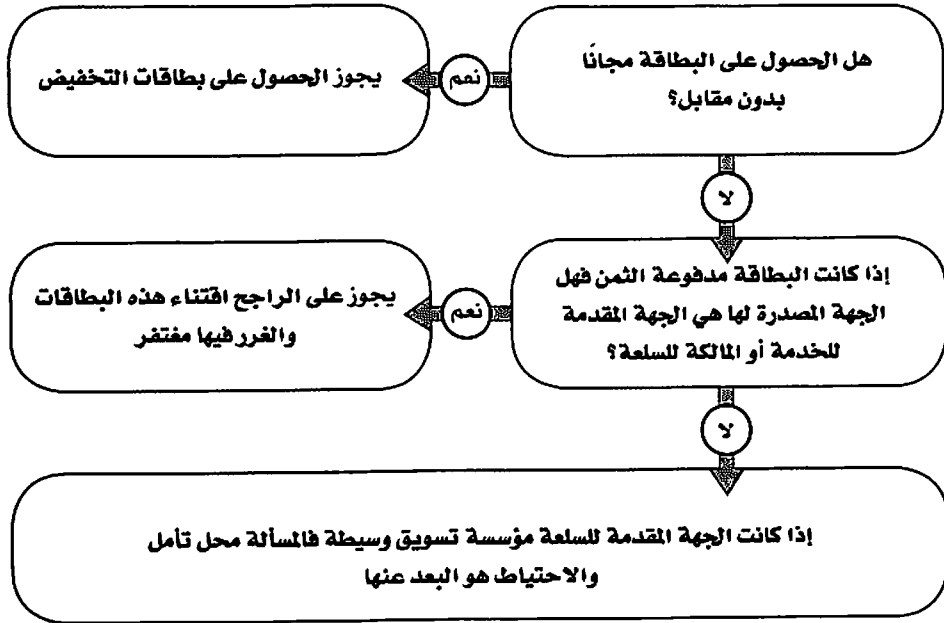 هل الحصول على البطاقة مجانًا
بدون مقابل؟
نعم
يجوز الحصول على بطاقات التخفيض
لا
إذا كانت البطاقة مدفوعة الثمن فهل
الجهة المصدرة لها هي الجهة المقدمة
للخدمة أو المالكة للسلعة؟
نعم
يجوز على الراجح اقتناء هذه البطاقات
والغرر فيها مغتفر
لا
إذا كانت الجهة المقدمة للسلعة مؤسسة تسويق وسيطة فالمسألة محل تأمل
والاحتياط هو البعد عنها